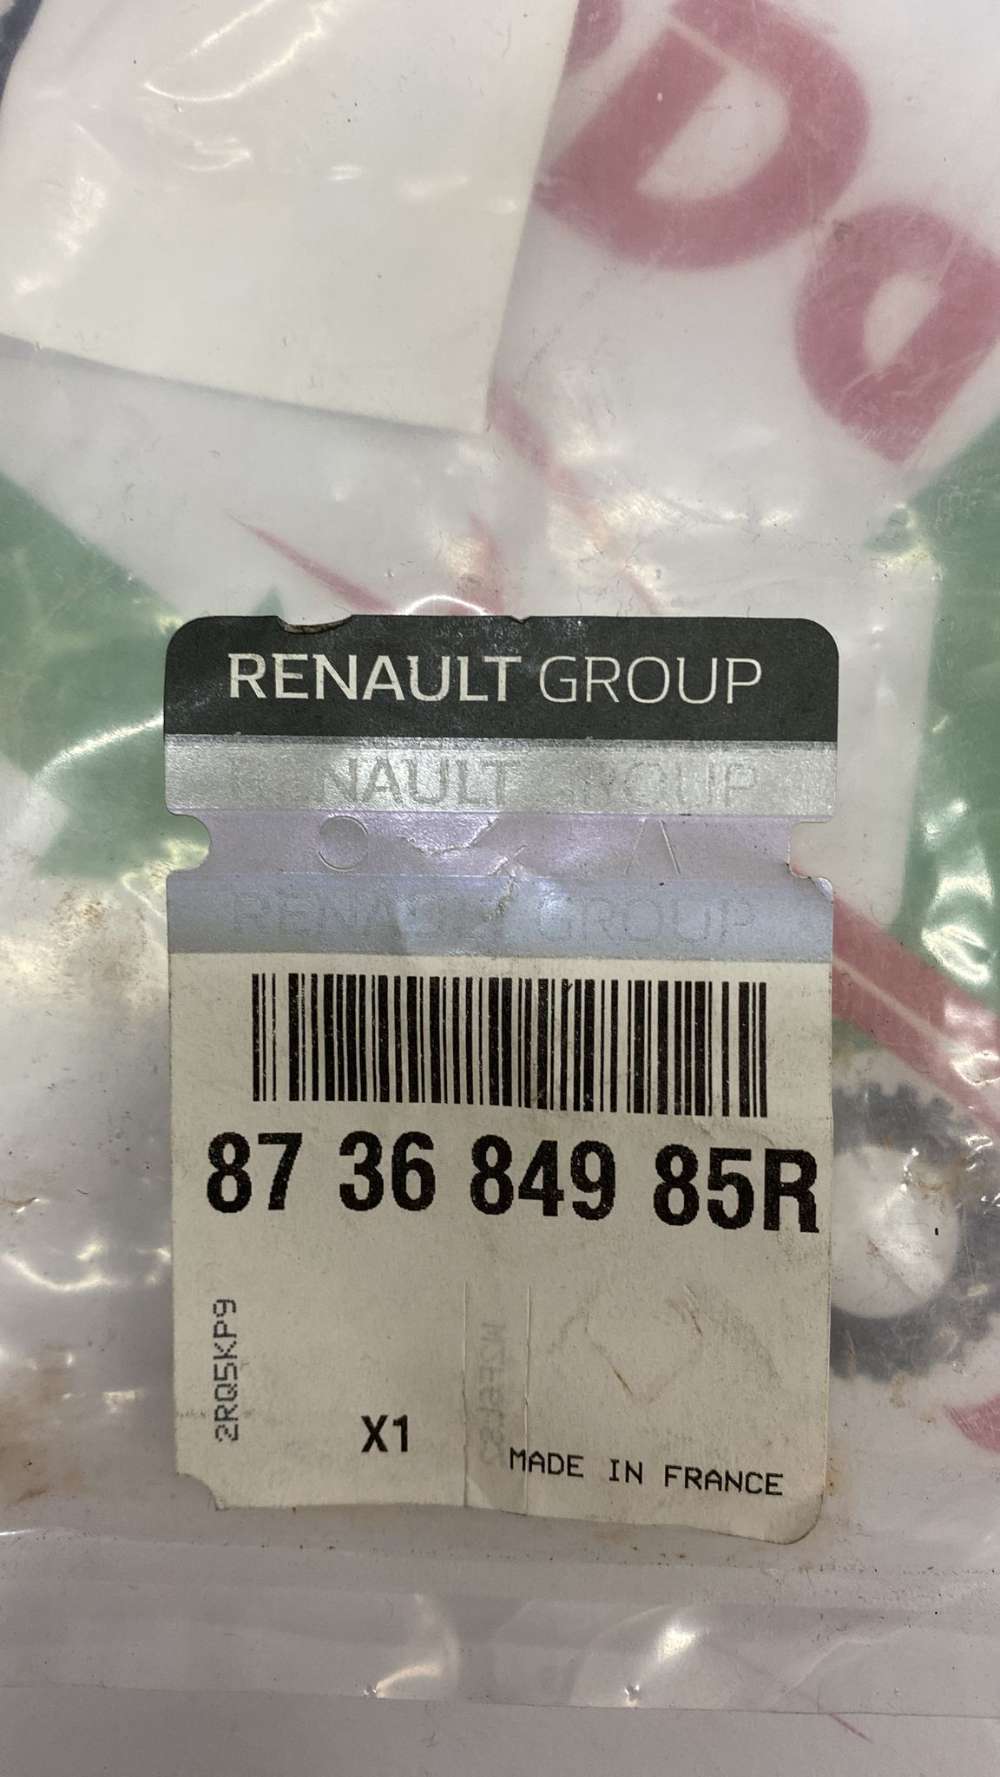 RENAULT GROUP
RENAULT GROUP
RENAULT GROUP
87 36 849 85R
2RQ5KP9
X1
MADE IN FRANCE